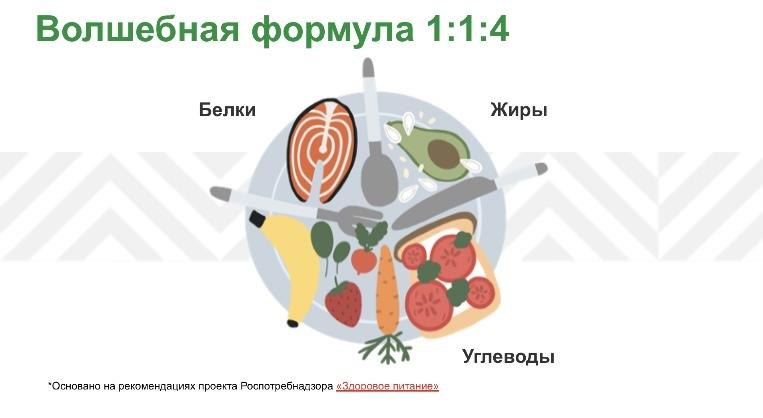 Волшебная формула 1:1:4
Белки
Жиры
Углеводы
*Основано на рекомендациях проекта Роспотребнадзора «Здоровое питание»